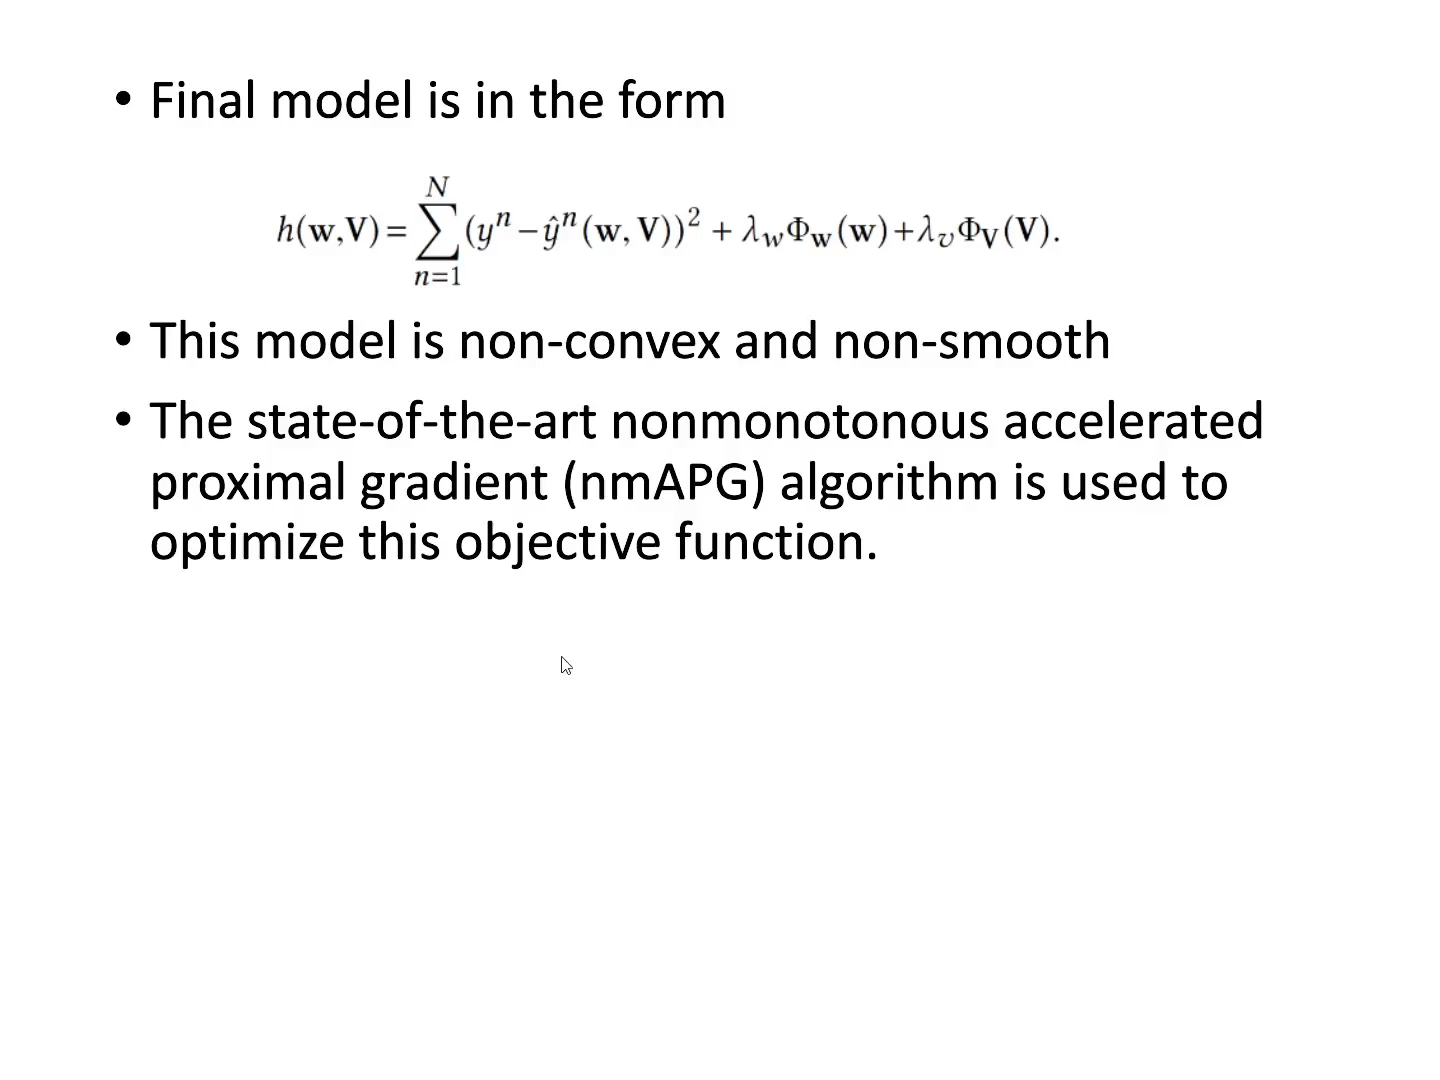 • Final model is in the form
h(w,V) = \sum_{n=1}^{N} (y^n − ŷ^n(w, V))^2 + λ_w Φ_w(w) + λ_v Φ_V(V).
• This model is non-convex and non-smooth
• The state-of-the-art nonmonotonous accelerated
proximal gradient (nmAPG) algorithm is used to
optimize this objective function.